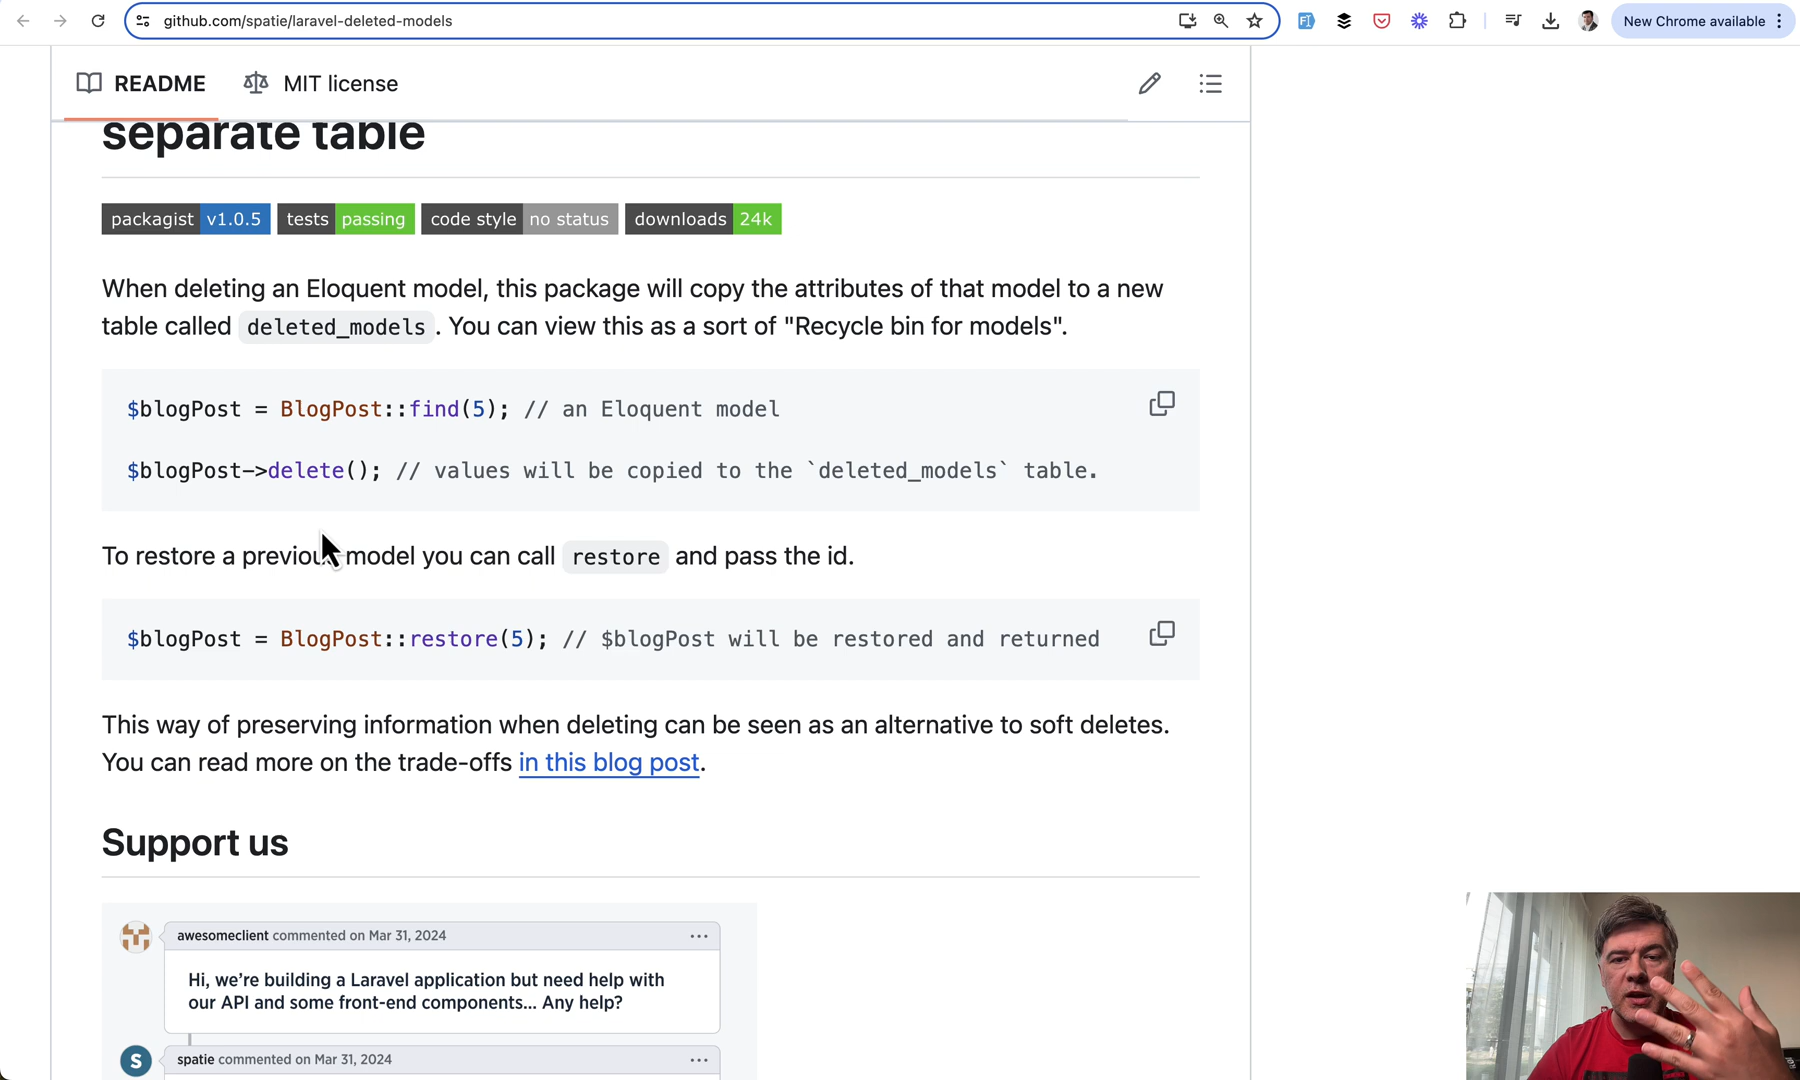 github.com/spatie/laravel-deleted-models
New Chrome available
README
MIT license
separate table
packagist v1.0.5 tests passing code style no status downloads 24k
When deleting an Eloquent model, this package will copy the attributes of that model to a new
table called deleted_models . You can view this as a sort of "Recycle bin for models".
$blogPost = BlogPost::find(5); // an Eloquent model
$blogPost->delete(); // values will be copied to the `deleted_models` table.
To restore a previous model you can call restore and pass the id.
$blogPost = BlogPost::restore(5); // $blogPost will be restored and returned
This way of preserving information when deleting can be seen as an alternative to soft deletes.
You can read more on the trade-offs in this blog post.
Support us
awesomeclient commented on Mar 31, 2024
Hi, we're building a Laravel application but need help with
our API and some front-end components... Any help?
S
spatie commented on Mar 31, 2024